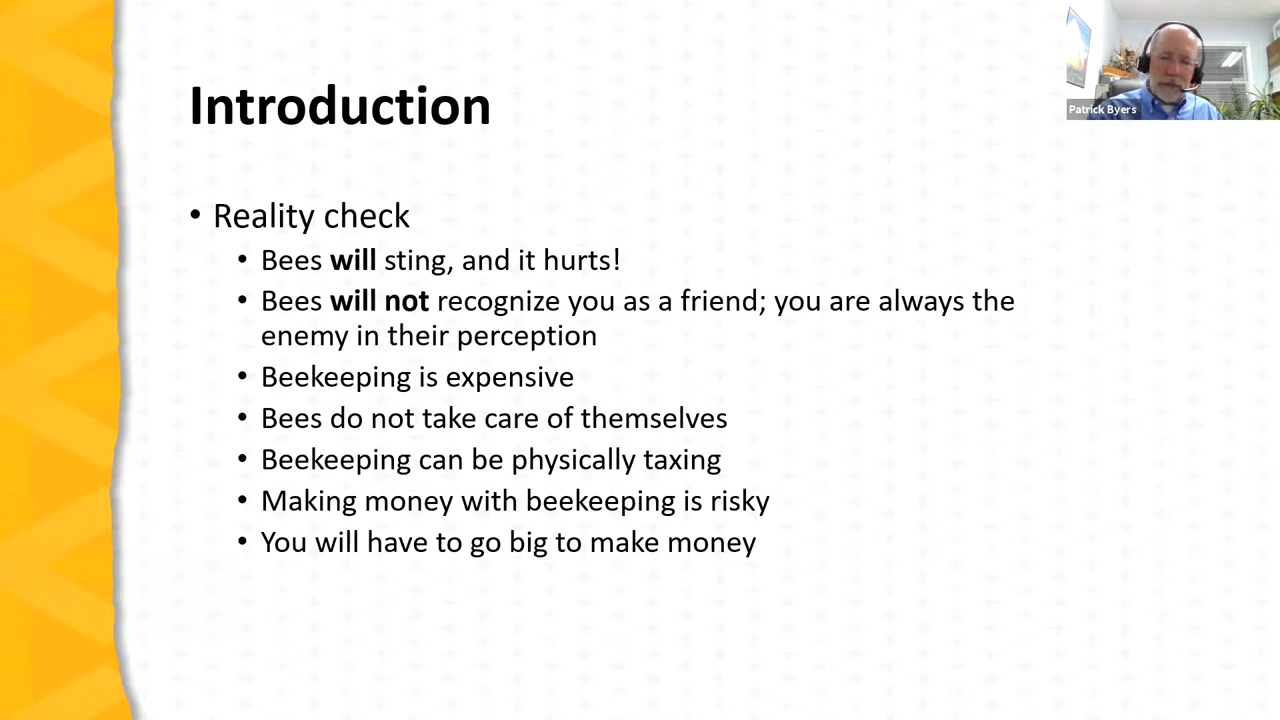 Patrick Byers
Introduction
• Reality check
• Bees will sting, and it hurts!
• Bees will not recognize you as a friend; you are always the
enemy in their perception
• Beekeeping is expensive
• Bees do not take care of themselves
• Beekeeping can be physically taxing
• Making money with beekeeping is risky
• You will have to go big to make money